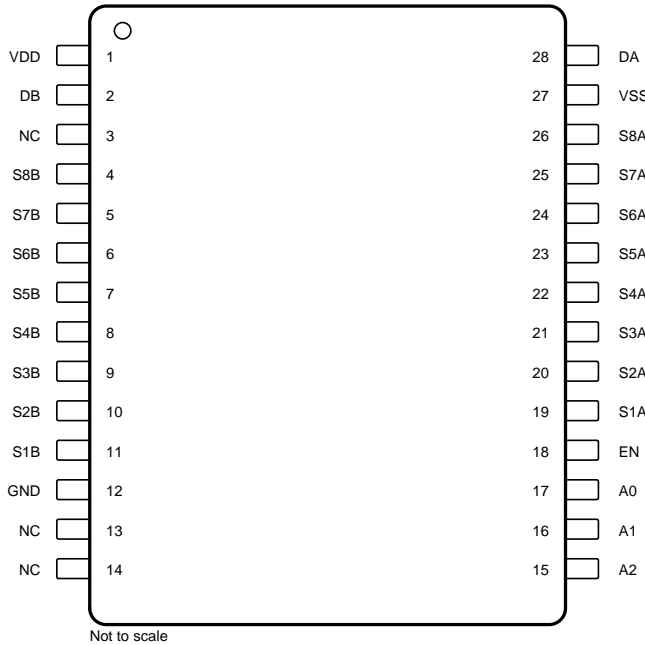 VDD 1 28 DA
DB 2 27 VSS
NC 3 26 S8A
S8B 4 25 S7A
S7B 5 24 S6A
S6B 6 23 S5A
S5B 7 22 S4A
S4B 8 21 S3A
S3B 9 20 S2A
S2B 10 19 S1A
S1B 11 18 EN
GND 12 17 A0
NC 13 16 A1
NC 14 15 A2
Not to scale